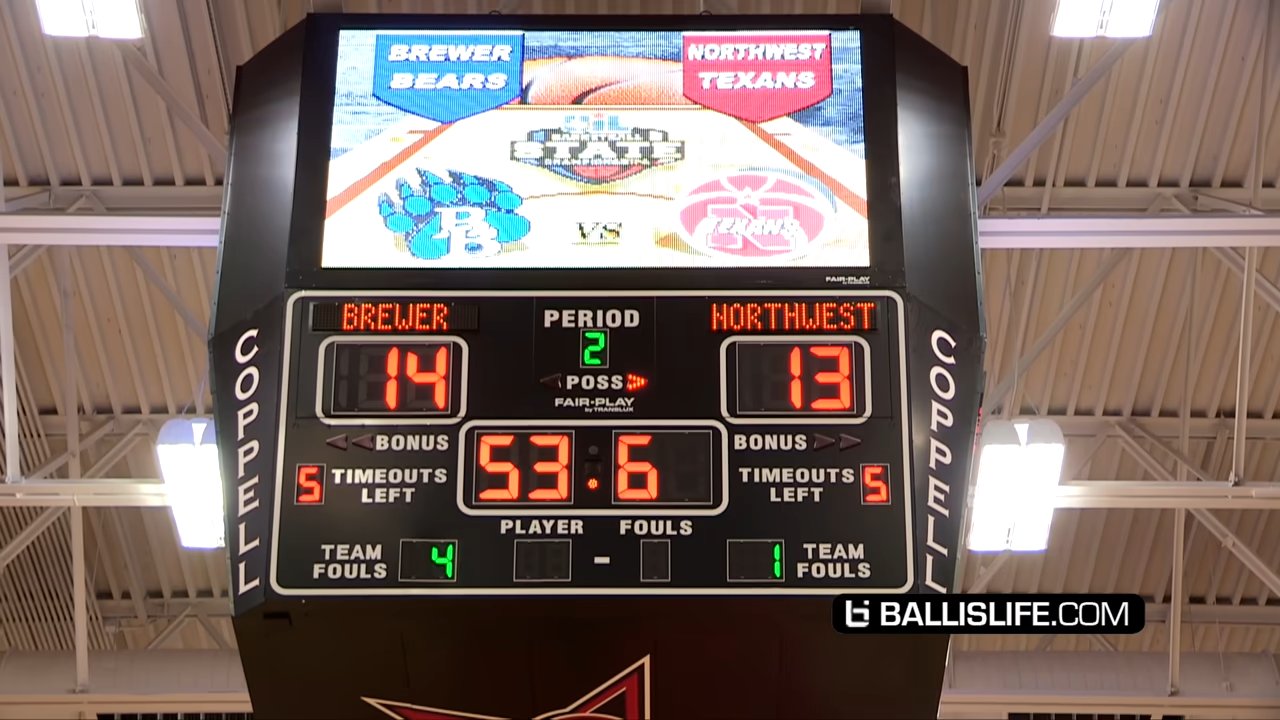 BREWER
BEARS
NORTHWEST
TEXANS
STATE
B
B
VS
TEXANS
FAIR-PLAY
BREWER
PERIOD
NORTHWEST
14
2
13
POSS
FAIR-PLAY
by TRANSLUX
BONUS
53.6
BONUS
5
TIMEOUTS
LEFT
TIMEOUTS
LEFT
5
PLAYER FOULS
TEAM
FOULS
4
-
1
TEAM
FOULS
COPPELL
COPPELL
BALLISLIFE.COM